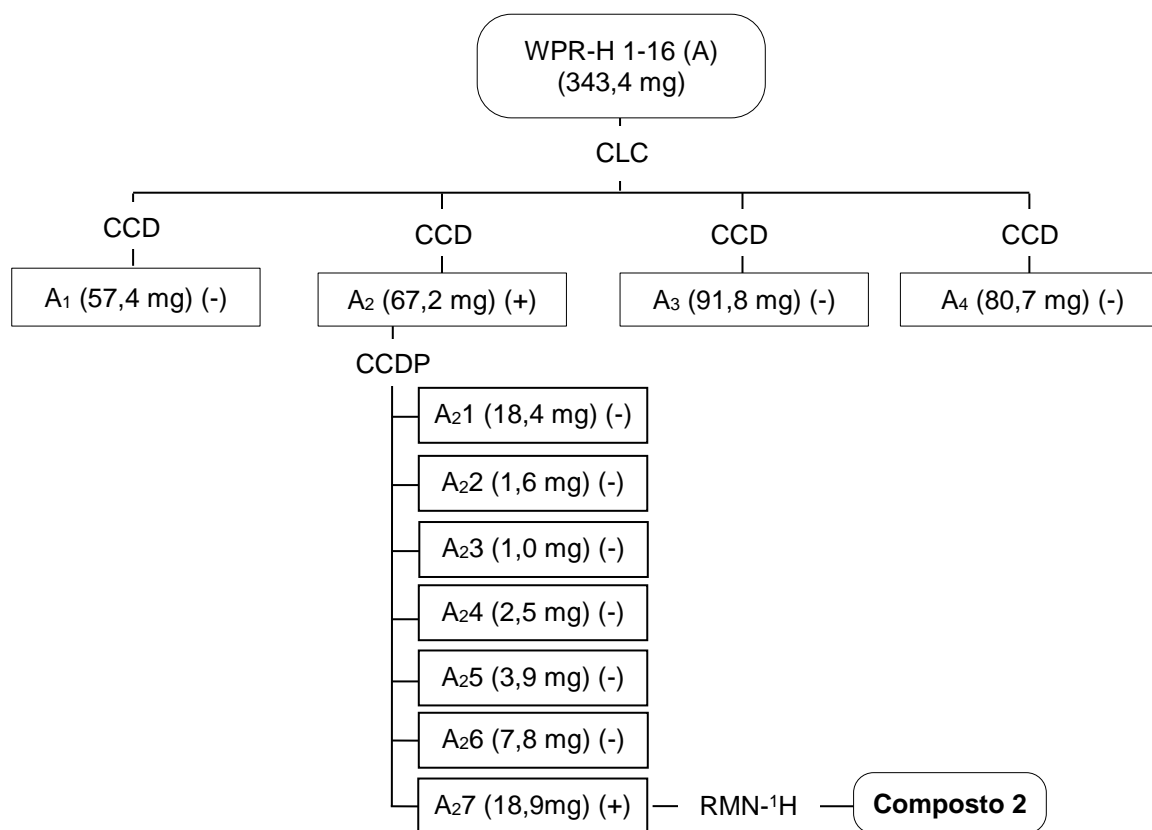 WPR-H 1-16 (A)
(343,4 mg)
CLC
CCD
CCD
CCD
CCD
A₁ (57,4 mg) (-)
A₂ (67,2 mg) (+)
A₃ (91,8 mg) (-)
A₄ (80,7 mg) (-)
CCDP
A₂1 (18,4 mg) (-)
A₂2 (1,6 mg) (-)
A₂3 (1,0 mg) (-)
A₂4 (2,5 mg) (-)
A₂5 (3,9 mg) (-)
A₂6 (7,8 mg) (-)
A₂7 (18,9mg) (+)
RMN-¹H
Composto 2